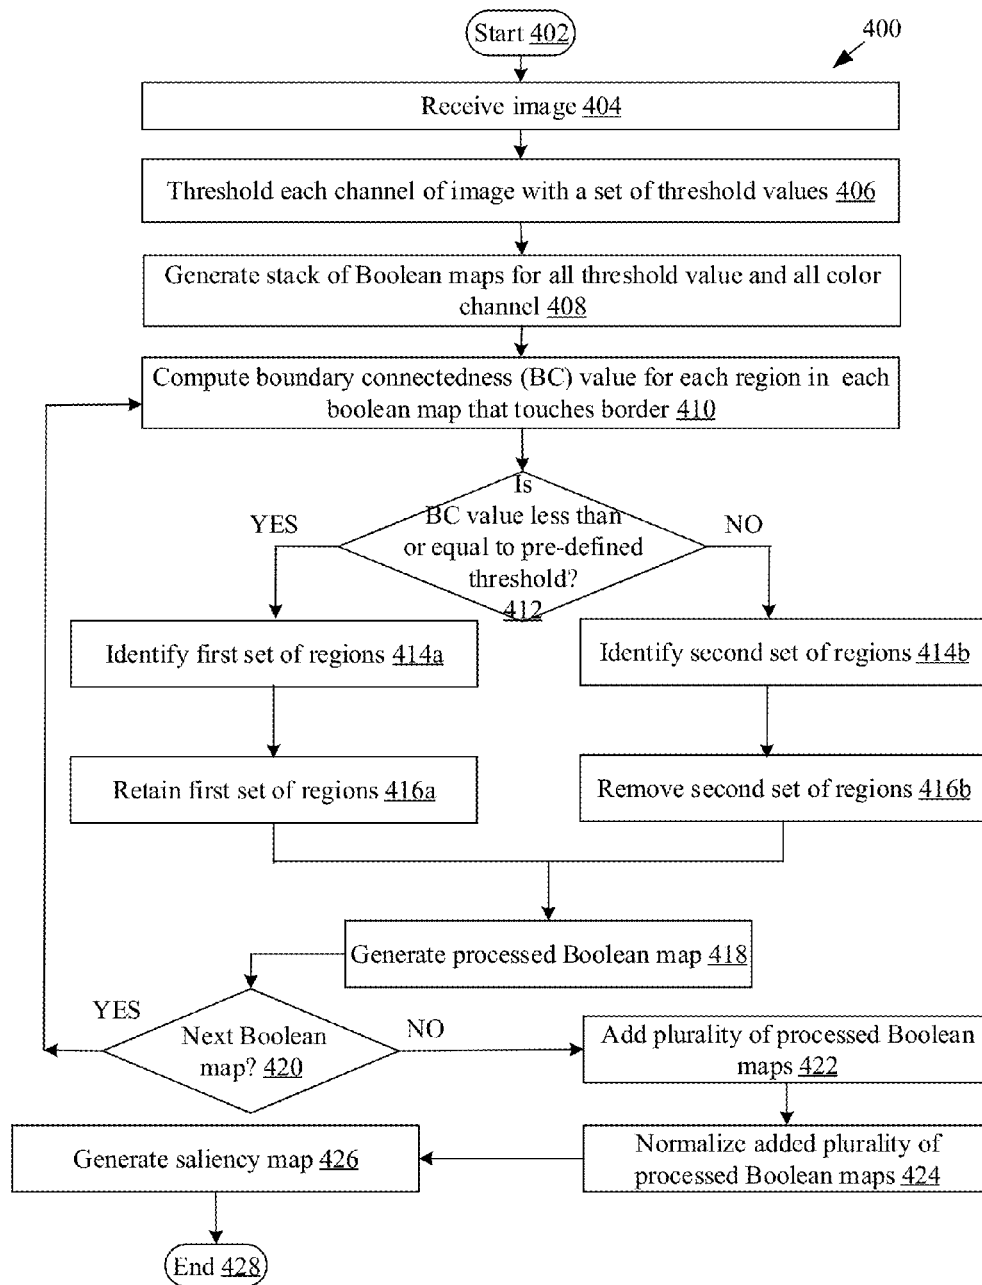 Start 402
400
Receive image 404
Threshold each channel of image with a set of threshold values 406
Generate stack of Boolean maps for all threshold value and all color
channel 408
Compute boundary connectedness (BC) value for each region in each
boolean map that touches border 410
Is
BC value less than
or equal to pre-defined
threshold?
412
YES
NO
Identify first set of regions 414a
Identify second set of regions 414b
Retain first set of regions 416a
Remove second set of regions 416b
Generate processed Boolean map 418
YES
Next Boolean
map? 420
NO
Add plurality of processed Boolean
maps 422
Normalize added plurality of
processed Boolean maps 424
Generate saliency map 426
End 428